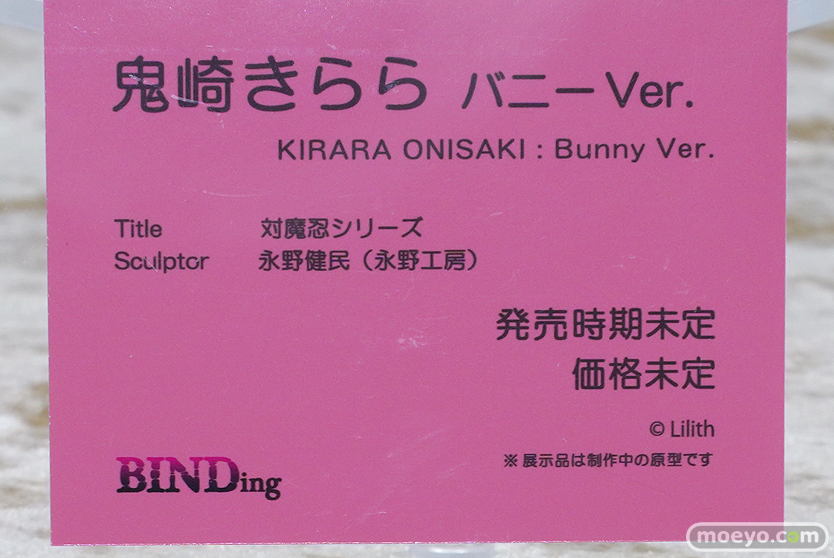 鬼崎きらら バニーVer.
KIRARA ONISAKI : Bunny Ver.
Title 対魔忍シリーズ
Sculptor 永野健民（永野工房）
発売時期未定
価格未定
© Lilith
※展示品は制作中の原型です
BINDing
moeyo.com